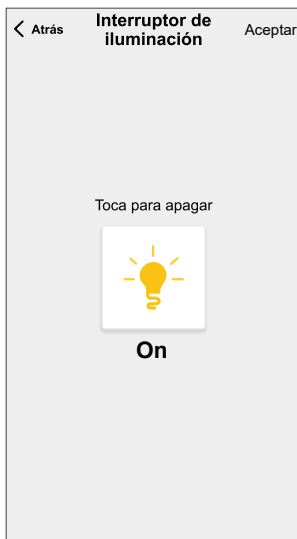 Atrás
Interruptor de
iluminación
Aceptar
Toca para apagar
On